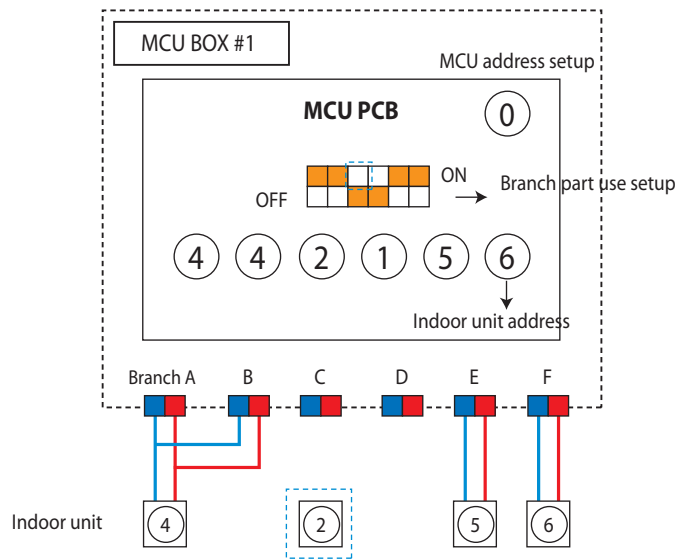 MCU BOX #1
MCU address setup
MCU PCB
0
ON
OFF
Branch part use setup
4 4 2 1 5 6
Indoor unit address
Branch A B C D E F
Indoor unit 4 2 5 6